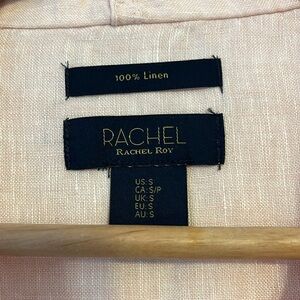 100% Linen
RACHEL
RACHEL ROY
US: S
CA: S/P
UK: S
EU: S
AU: S